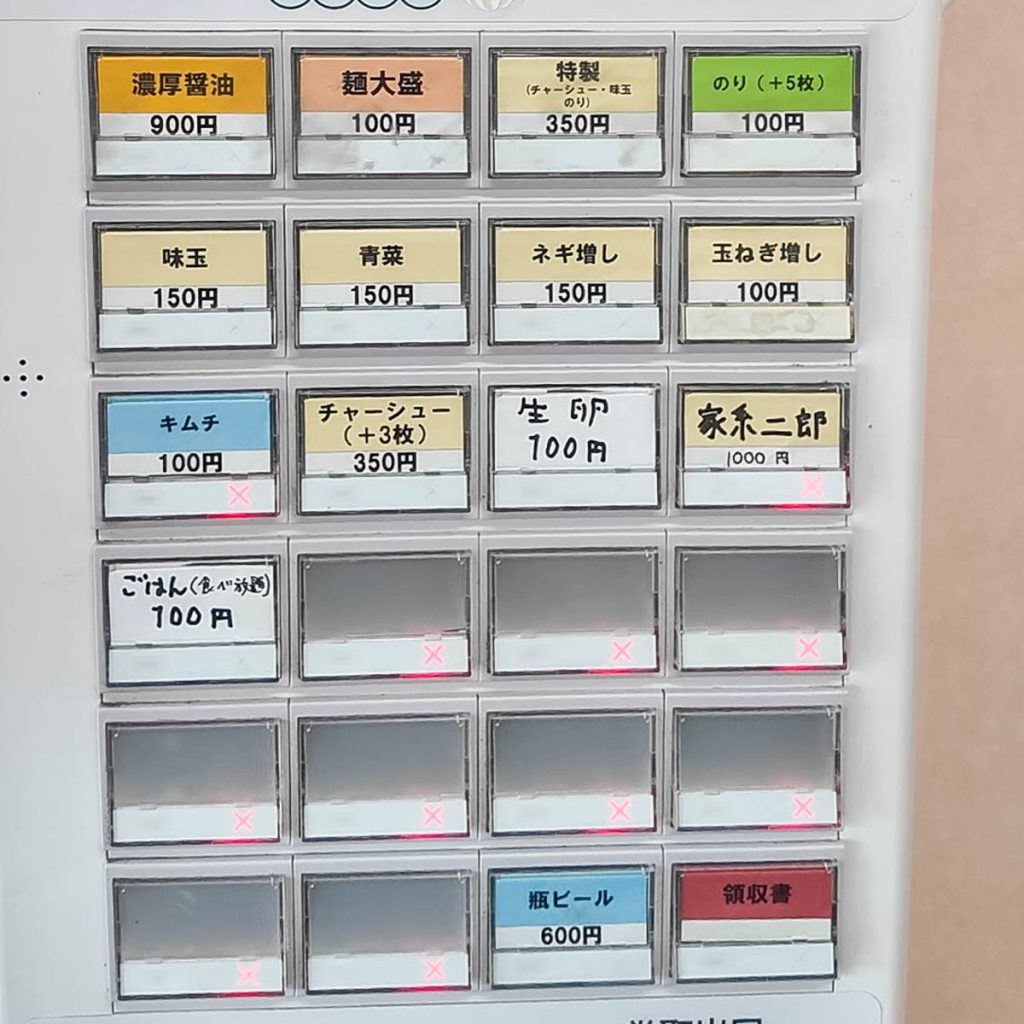 濃厚醤油
900円
麺大盛
100円
特製
(チャーシュー・味玉
のり)
350円
のり（+5枚）
100円
味玉
150円
青菜
150円
ネギ増し
150円
玉ねぎ増し
100円
キムチ
100円
チャーシュー
（+3枚）
350円
生卵
100円
家系二郎
1000円
ごはん(食べ放題)
100円
瓶ビール
600円
領収書